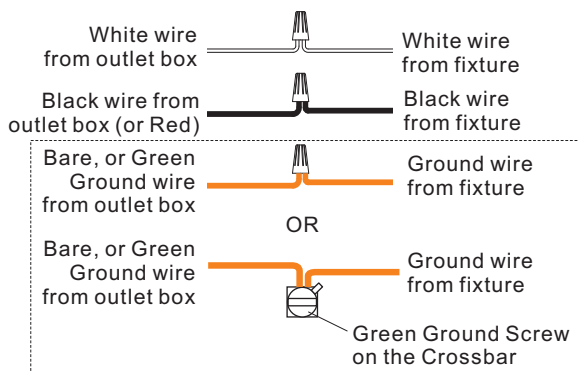 White wire
from outlet box
White wire
from fixture
Black wire from
outlet box (or Red)
Black wire
from fixture
Bare, or Green
Ground wire
from outlet box
Ground wire
from fixture
OR
Bare, or Green
Ground wire
from outlet box
Ground wire
from fixture
Green Ground Screw
on the Crossbar